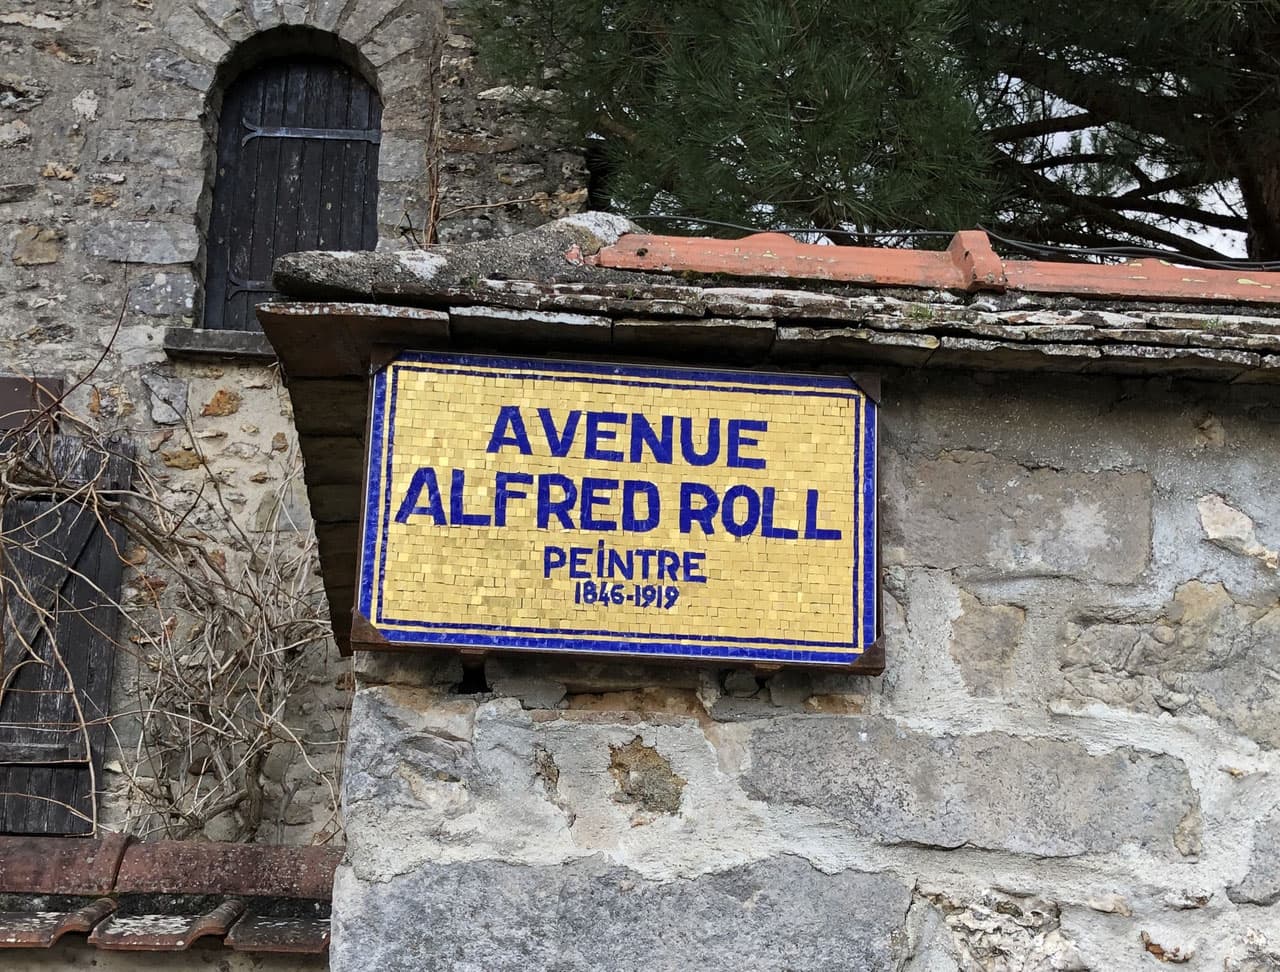 AVENUE
ALFRED ROLL
PEiNTRE
1846-1919